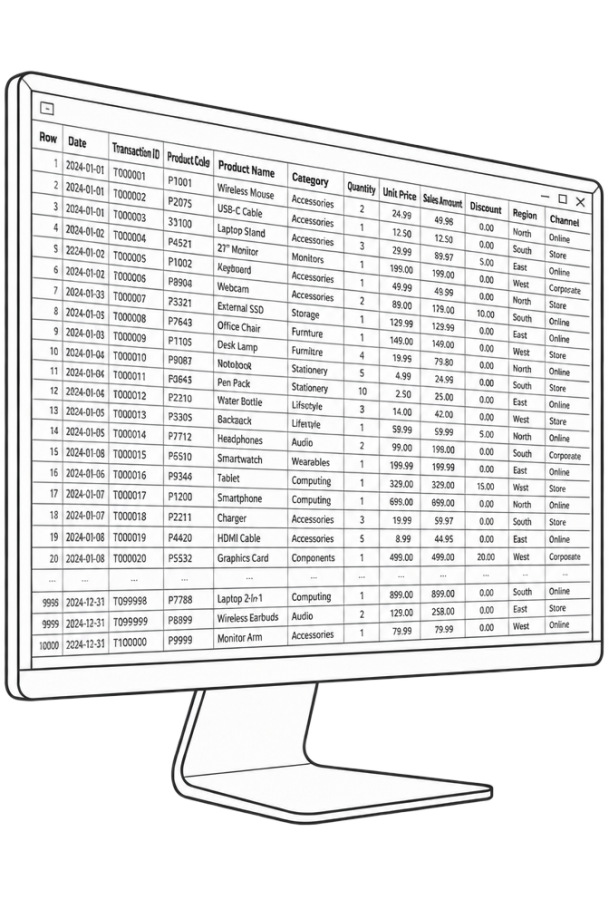 Row Date Transaction ID Product Code Product Name Category Quantity Unit Price Sales Amount Discount Region Channel
1 2024-01-01 T000001 P1001 Wireless Mouse Accessories 2 24.99 49.98 0.00 North Online
2 2024-01-01 T000002 P2075 USB-C Cable Accessories 1 12.50 12.50 0.00 South Store
3 2024-01-01 T000003 33100 Laptop Stand Accessories 3 29.99 89.97 5.00 East Online
4 2024-01-02 T000004 P4521 27" Monitor Monitors 1 199.00 199.00 0.00 West Corporate
5 2224-01-02 T000005 P1002 Keyboard Accessories 1 49.99 49.99 0.00 North Store
6 2024-01-02 T000006 P8904 Webcam Accessories 2 89.00 10.00 South Online
7 2024-01-33 T000007 P3321 External SSD Storage 1 129.99 129.99 0.00 East Online
8 2024-01-03 T000008 P7643 Office Chair Furniture 1 149.00 149.00 0.00 West Store
9 2024-01-03 T000009 P1105 Desk Lamp Furniture 4 19.99 79.80 0.00 North Online
10 2024-01-04 T000010 P9087 Notebook Stationery 5 4.99 24.99 0.00 South Store
11 2024-01-04 T000011 Pen Pack Stationery 10 2.50 25.00 0.00 East Online
12 2024-01-04 T000012 P2210 Water Bottle Lifestyle 3 14.00 42.00 0.00 West Store
13 2024-01-05 T000013 P3305 Backpack Lifestyle 1 59.99 59.99 5.00 North Online
14 2024-01-05 T000014 P7712 Headphones Audio 2 99.00 198.00 0.00 South Corporate
15 2024-01-08 T000015 P6510 Smartwatch Wearables 1 199.99 199.99 0.00 East Online
16 2024-01-06 T000016 P9344 Tablet Computing 1 329.00 329.00 15.00 West Store
17 2024-01-07 T000017 P1200 Smartphone Computing 1 699.00 699.00 0.00 North Online
18 2024-01-07 T000018 P2211 Charger Accessories 3 19.99 59.97 0.00 South Store
19 2024-01-08 T000019 P4420 HDMI Cable Accessories 5 8.99 44.95 0.00 East Online
20 2024-01-08 T000020 P5532 Graphics Card Components 1 499.00 499.00 20.00 West Corporate
... ... ... ... ... ... ... ... ... ... ... ...
9998 2024-12-31 T099998 P7788 Laptop 2-in-1 Computing 1 899.00 899.00 0.00 South Online
9999 2024-12-31 T099999 P8899 Wireless Earbuds Audio 2 129.00 258.00 0.00 East Store
10000 2024-12-31 T100000 P9999 Monitor Arm Accessories 1 79.99 79.99 0.00 West Online